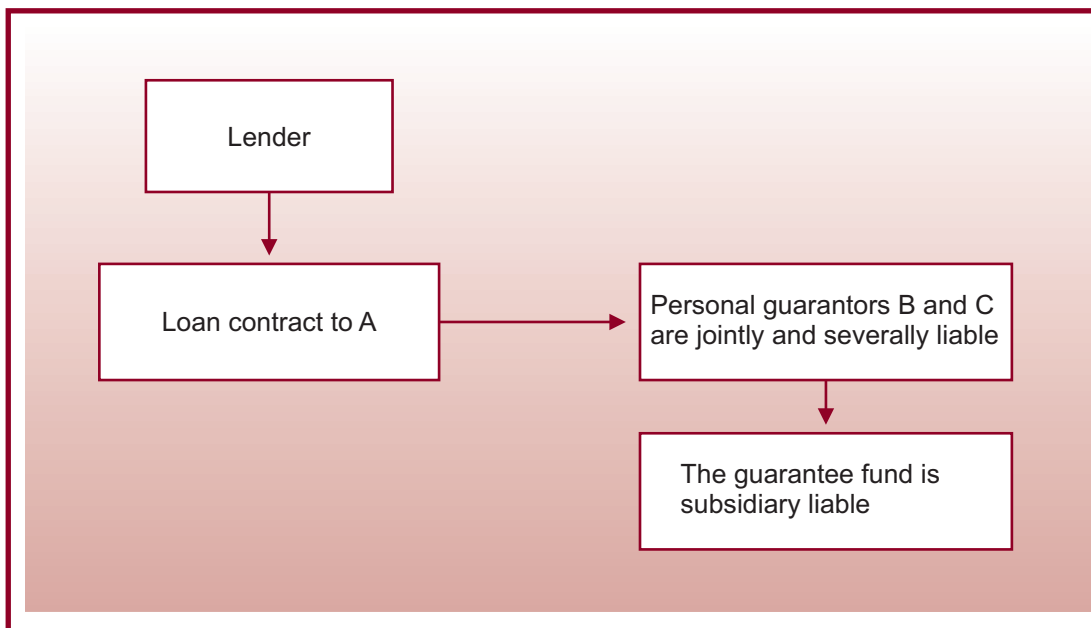 Lender
Loan contract to A
Personal guarantors B and C
are jointly and severally liable
The guarantee fund is
subsidiary liable